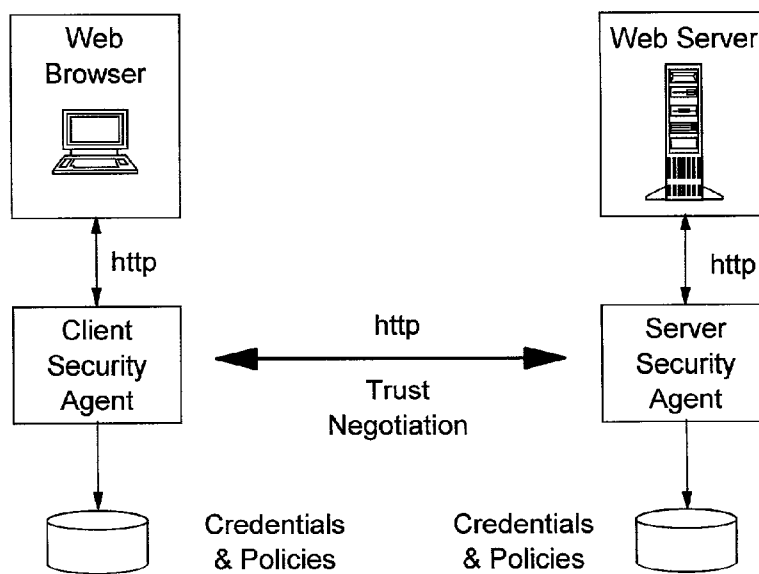 Web
Browser
Web Server
http
http
Client
Security
Agent
http
Trust
Negotiation
Server
Security
Agent
Credentials
& Policies
Credentials
& Policies